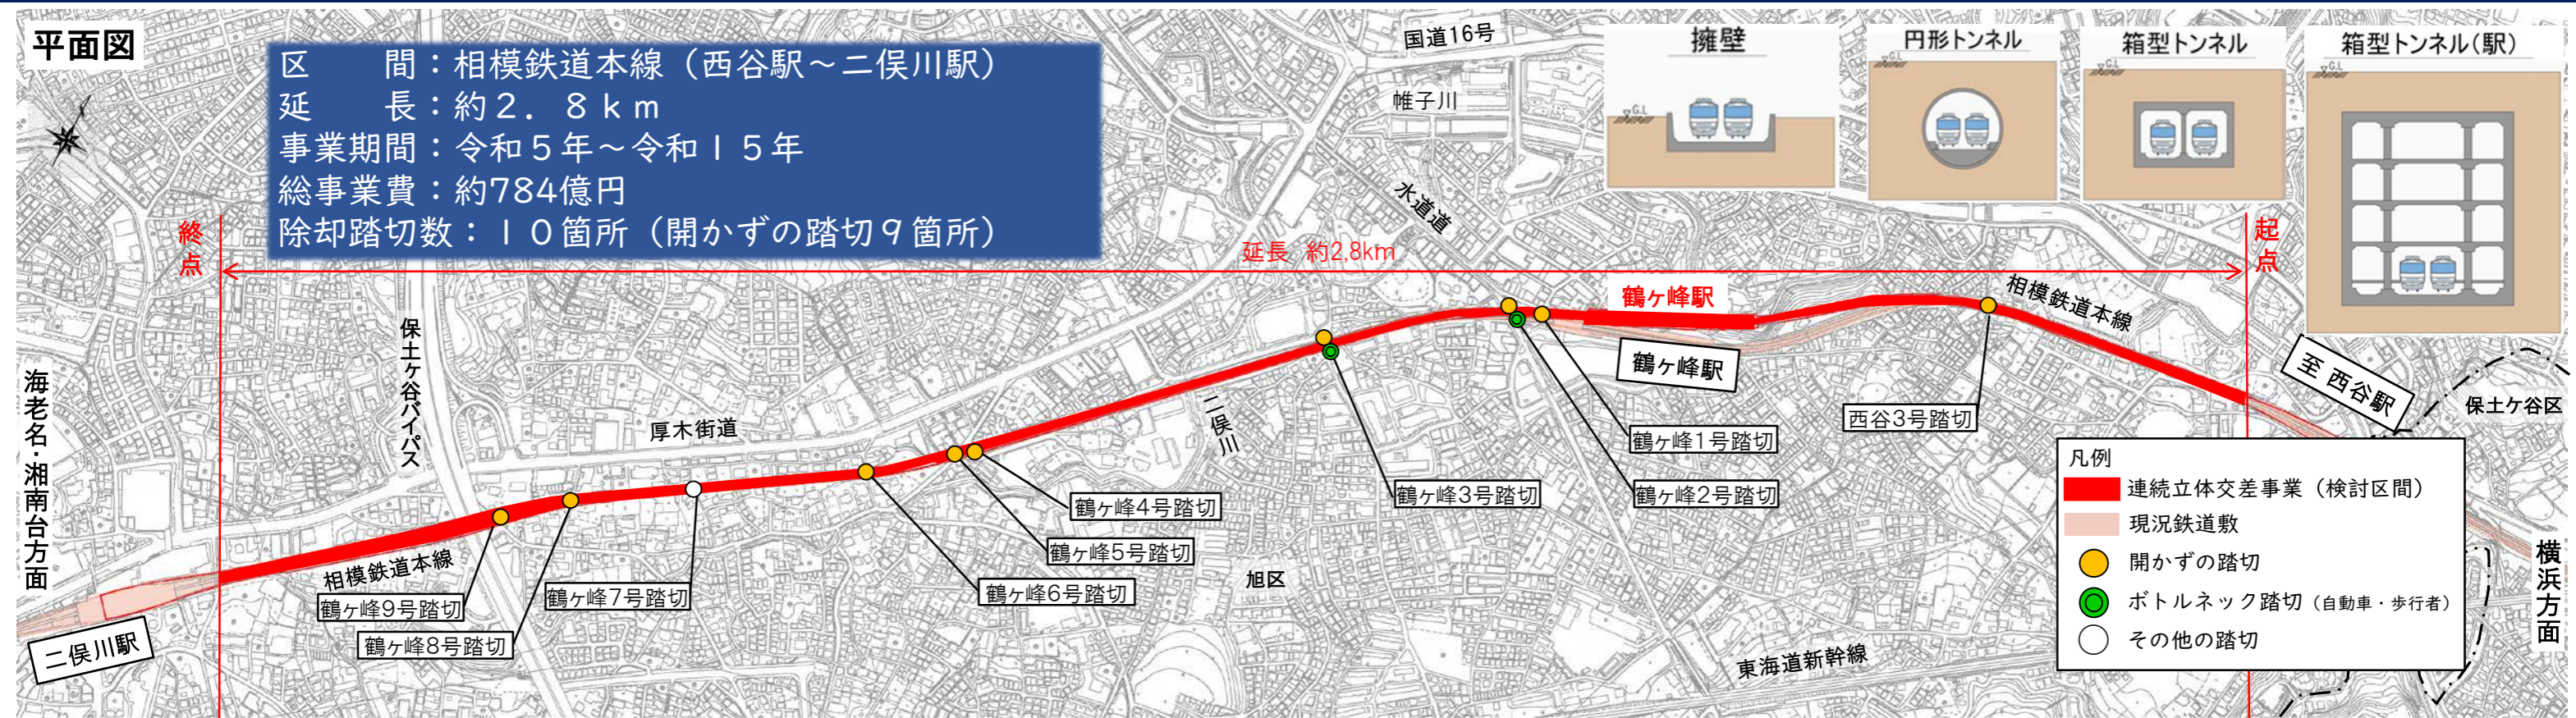 平面図
区　　間：相模鉄道本線（西谷駅～二俣川駅）
延　　長：約２．８ｋｍ
事業期間：令和５年～令和１５年
総事業費：約784億円
除却踏切数：１０箇所（開かずの踏切９箇所）
国道16号
帷子川
水道道
擁壁
G.L
円形トンネル
G.L
箱型トンネル
G.L
箱型トンネル(駅)
G.L
終点
延長 約2,8km
起点
海老名・湘南台方面
保土ヶ谷バイパス
厚木街道
二俣川
鶴ヶ峰駅
鶴ヶ峰駅
相模鉄道本線
至 西谷駅
保土ケ谷区
西谷3号踏切
鶴ヶ峰1号踏切
鶴ヶ峰2号踏切
鶴ヶ峰3号踏切
鶴ヶ峰4号踏切
鶴ヶ峰5号踏切
鶴ヶ峰6号踏切
鶴ヶ峰7号踏切
鶴ヶ峰8号踏切
鶴ヶ峰9号踏切
相模鉄道本線
二俣川駅
旭区
東海道新幹線
横浜方面
凡例
連続立体交差事業（検討区間）
現況鉄道敷
開かずの踏切
ボトルネック踏切（自動車・歩行者）
その他の踏切